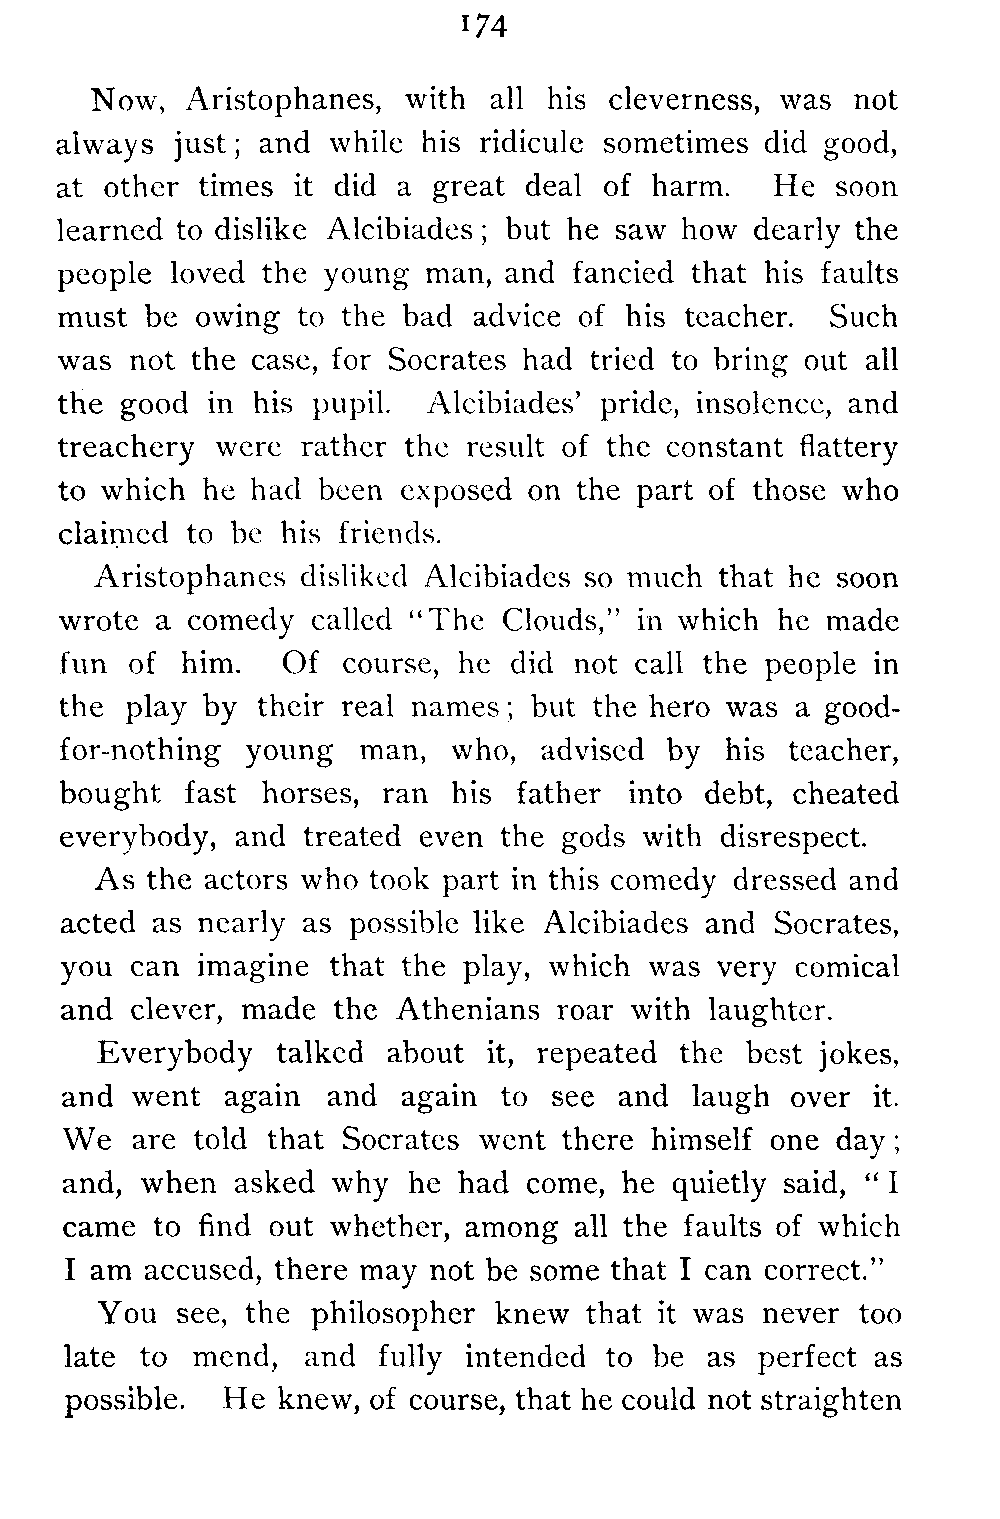 174
Now, Aristophanes, with all his cleverness, was not
always just; and while his ridicule sometimes did good,
at other times it did a great deal of harm. He soon
learned to dislike Alcibiades; but he saw how dearly the
people loved the young man, and fancied that his faults
must be owing to the bad advice of his teacher. Such
was not the case, for Socrates had tried to bring out all
the good in his pupil. Alcibiades' pride, insolence, and
treachery were rather the result of the constant flattery
to which he had been exposed on the part of those who
claimed to be his friends.
Aristophanes disliked Alcibiades so much that he soon
wrote a comedy called "The Clouds," in which he made
fun of him. Of course, he did not call the people in
the play by their real names; but the hero was a good-
for-nothing young man, who, advised by his teacher,
bought fast horses, ran his father into debt, cheated
everybody, and treated even the gods with disrespect.
As the actors who took part in this comedy dressed and
acted as nearly as possible like Alcibiades and Socrates,
you can imagine that the play, which was very comical
and clever, made the Athenians roar with laughter.
Everybody talked about it, repeated the best jokes,
and went again and again to see and laugh over it.
We are told that Socrates went there himself one day;
and, when asked why he had come, he quietly said, "I
came to find out whether, among all the faults of which
I am accused, there may not be some that I can correct."
You see, the philosopher knew that it was never too
late to mend, and fully intended to be as perfect as
possible. He knew, of course, that he could not straighten